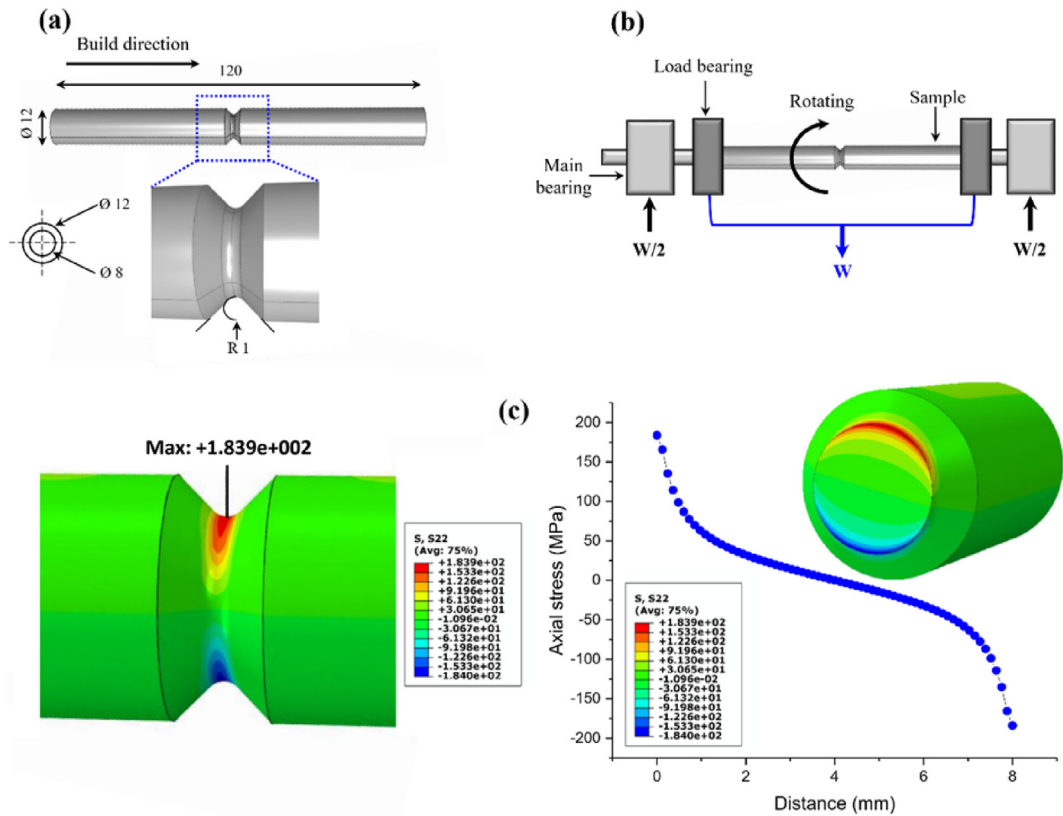 (a)
Build direction
120
Ø 12
Ø 12
Ø 8
R 1
(b)
Load bearing
Rotating
Sample
Main
bearing
W/2
W
W/2
Max: +1.839e+002
S, S22
(Avg: 75%)
+1.839e+02
+1.533e+02
+1.226e+02
+9.196e+01
+6.130e+01
+3.065e+01
-1.096e-02
-3.067e+01
-6.132e+01
-9.198e+01
-1.226e+02
-1.533e+02
-1.840e+02
(c)
Axial stress (MPa)
200
150
100
50
0
-50
-100
-150
-200
S, S22
(Avg: 75%)
+1.839e+02
+1.533e+02
+1.226e+02
+9.196e+01
+6.130e+01
+3.065e+01
-1.096e-02
-3.067e+01
-6.132e+01
-9.198e+01
-1.226e+02
-1.533e+02
-1.840e+02
0 2 4 6 8
Distance (mm)